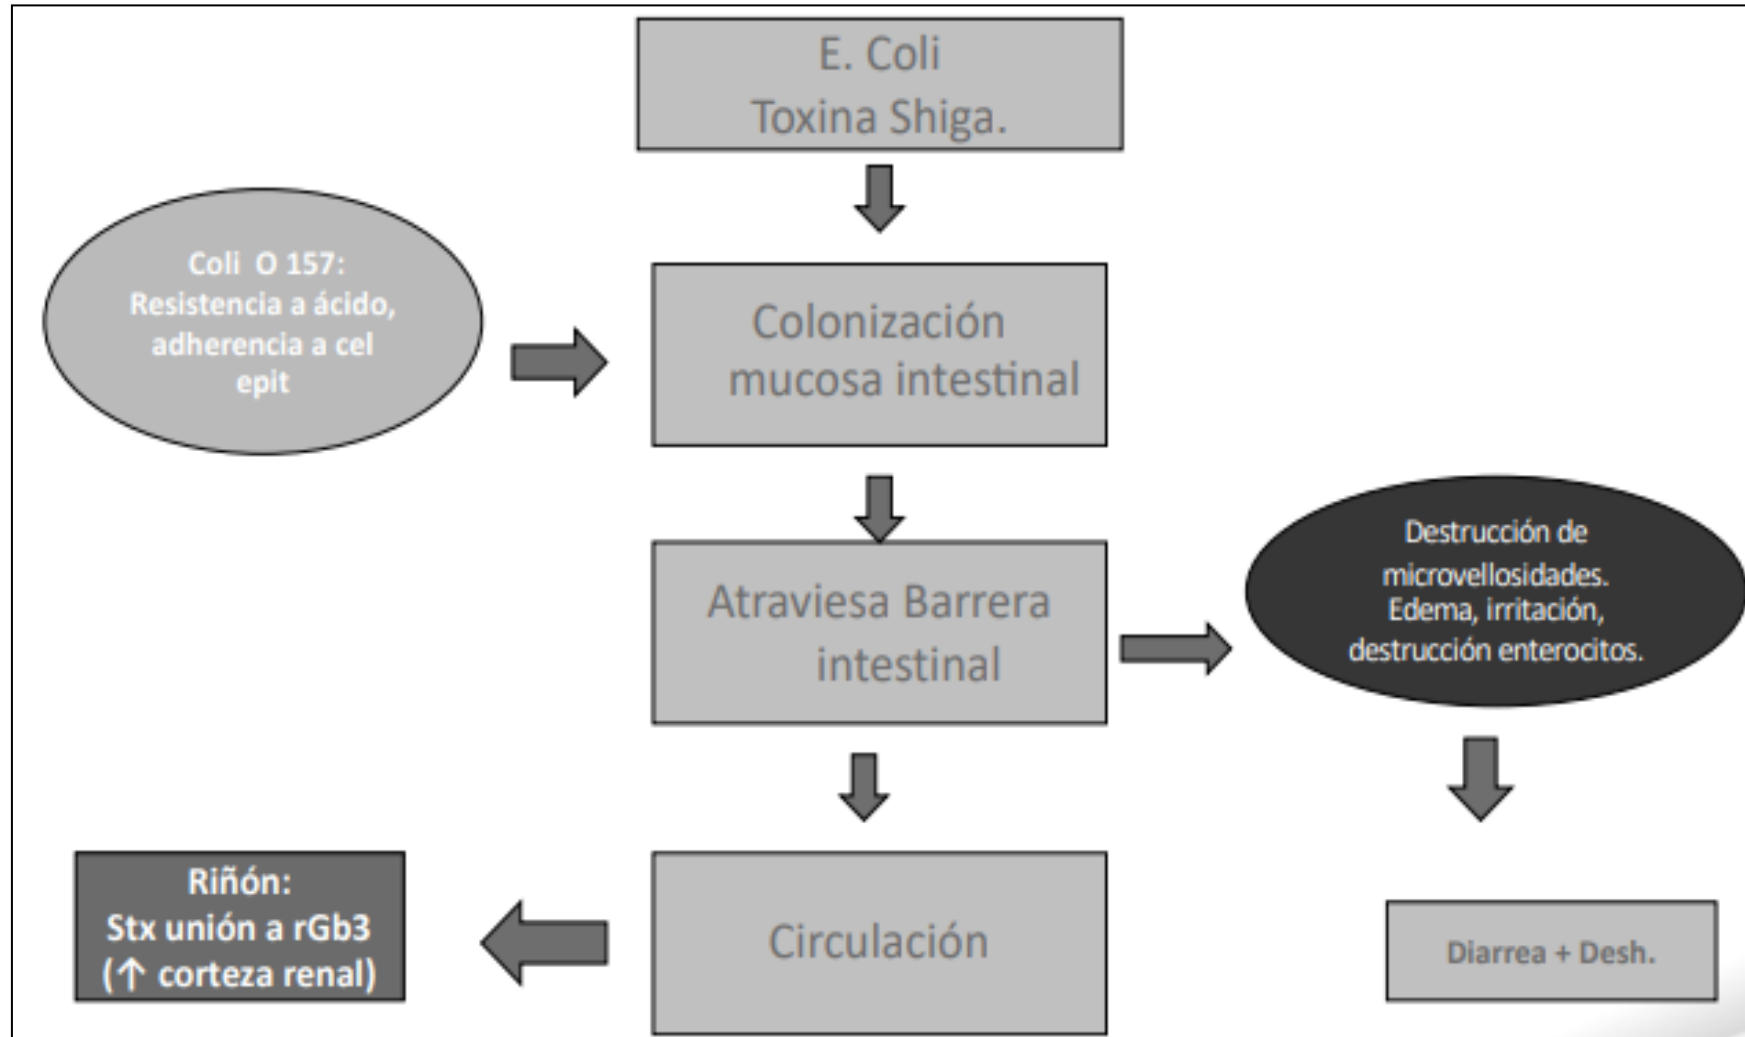 E. Coli
Toxina Shiga.
Coli O 157:
Resistencia a ácido,
adherencia a cel
epit
Colonización
mucosa intestinal
Atraviesa Barrera
intestinal
Destrucción de
microvellosidades.
Edema, irritación,
destrucción enterocitos.
Riñón:
Stx unión a rGb3
(↑ corteza renal)
Circulación
Diarrea + Desh.